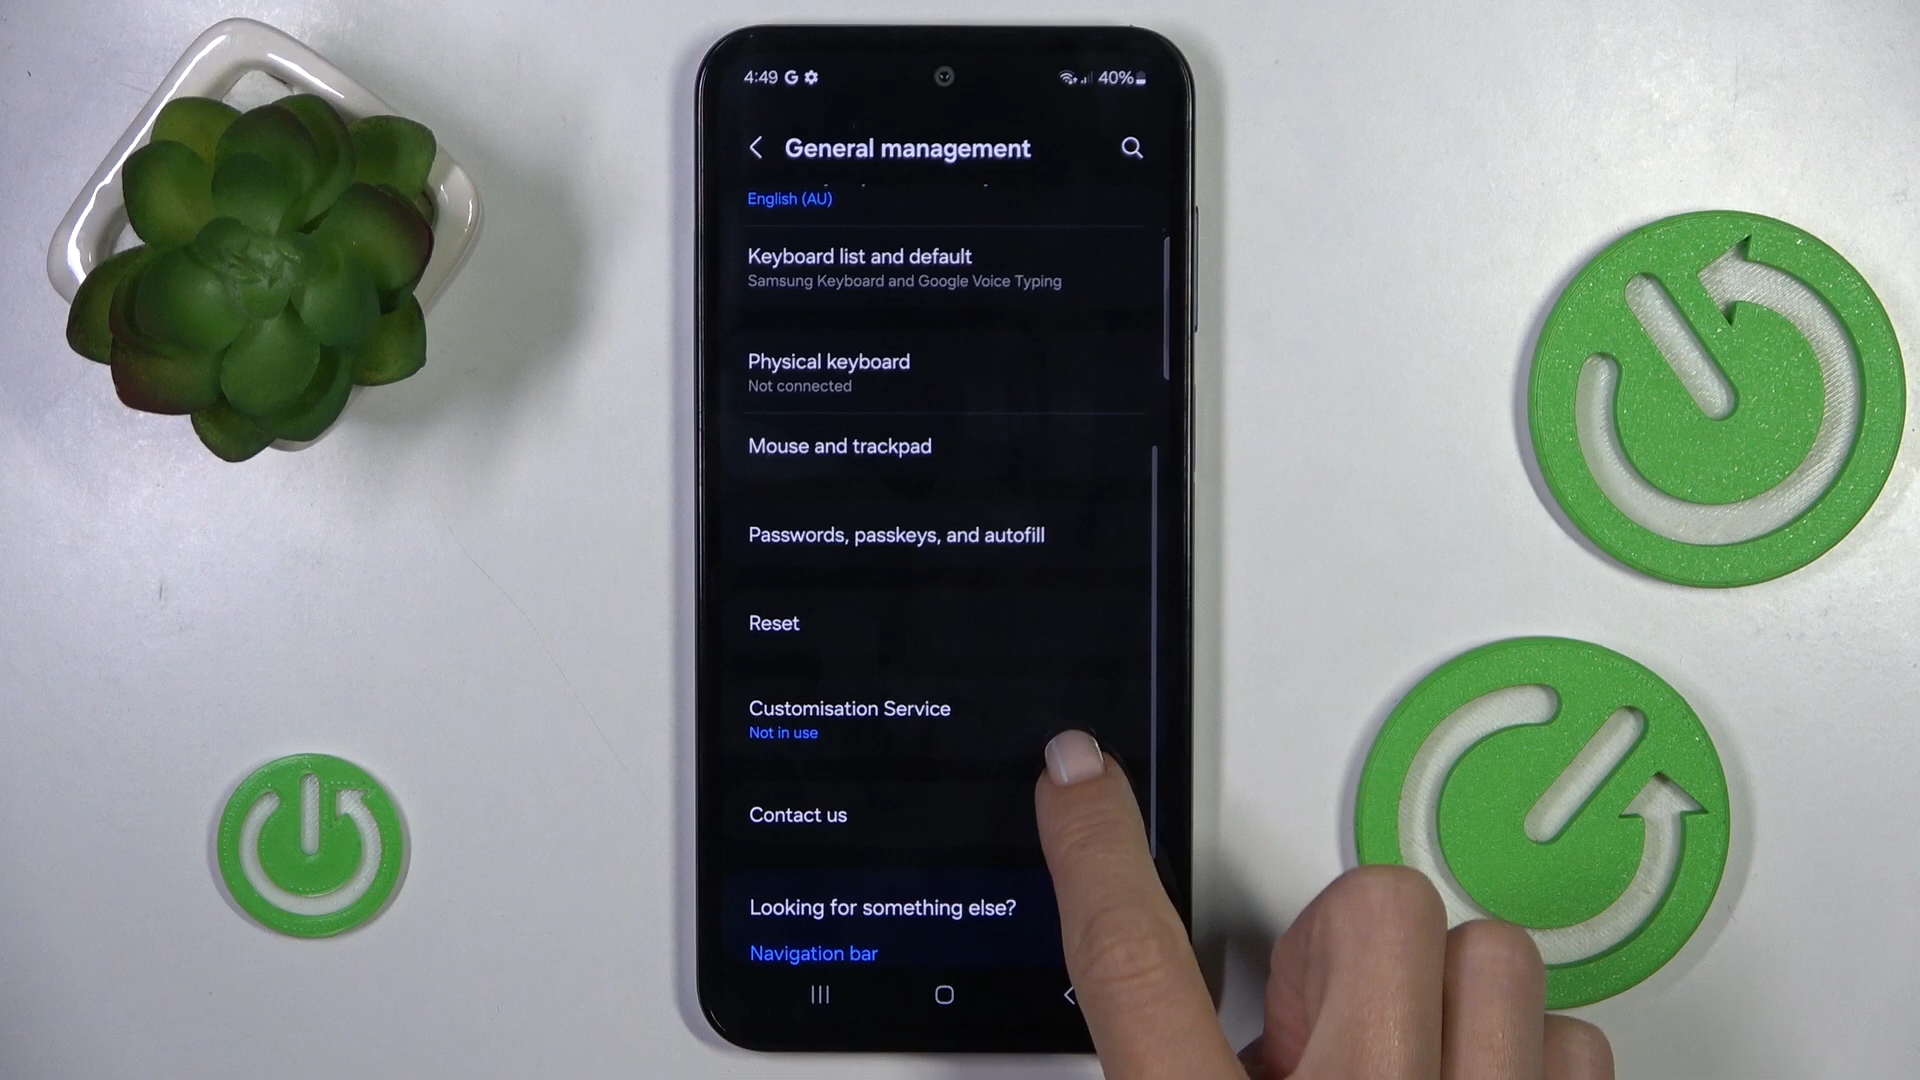 4:49 G 40%
General management
English (AU)
Keyboard list and default
Samsung Keyboard and Google Voice Typing
Physical keyboard
Not connected
Mouse and trackpad
Passwords, passkeys, and autofill
Reset
Customisation Service
Not in use
Contact us
Looking for something else?
Navigation bar